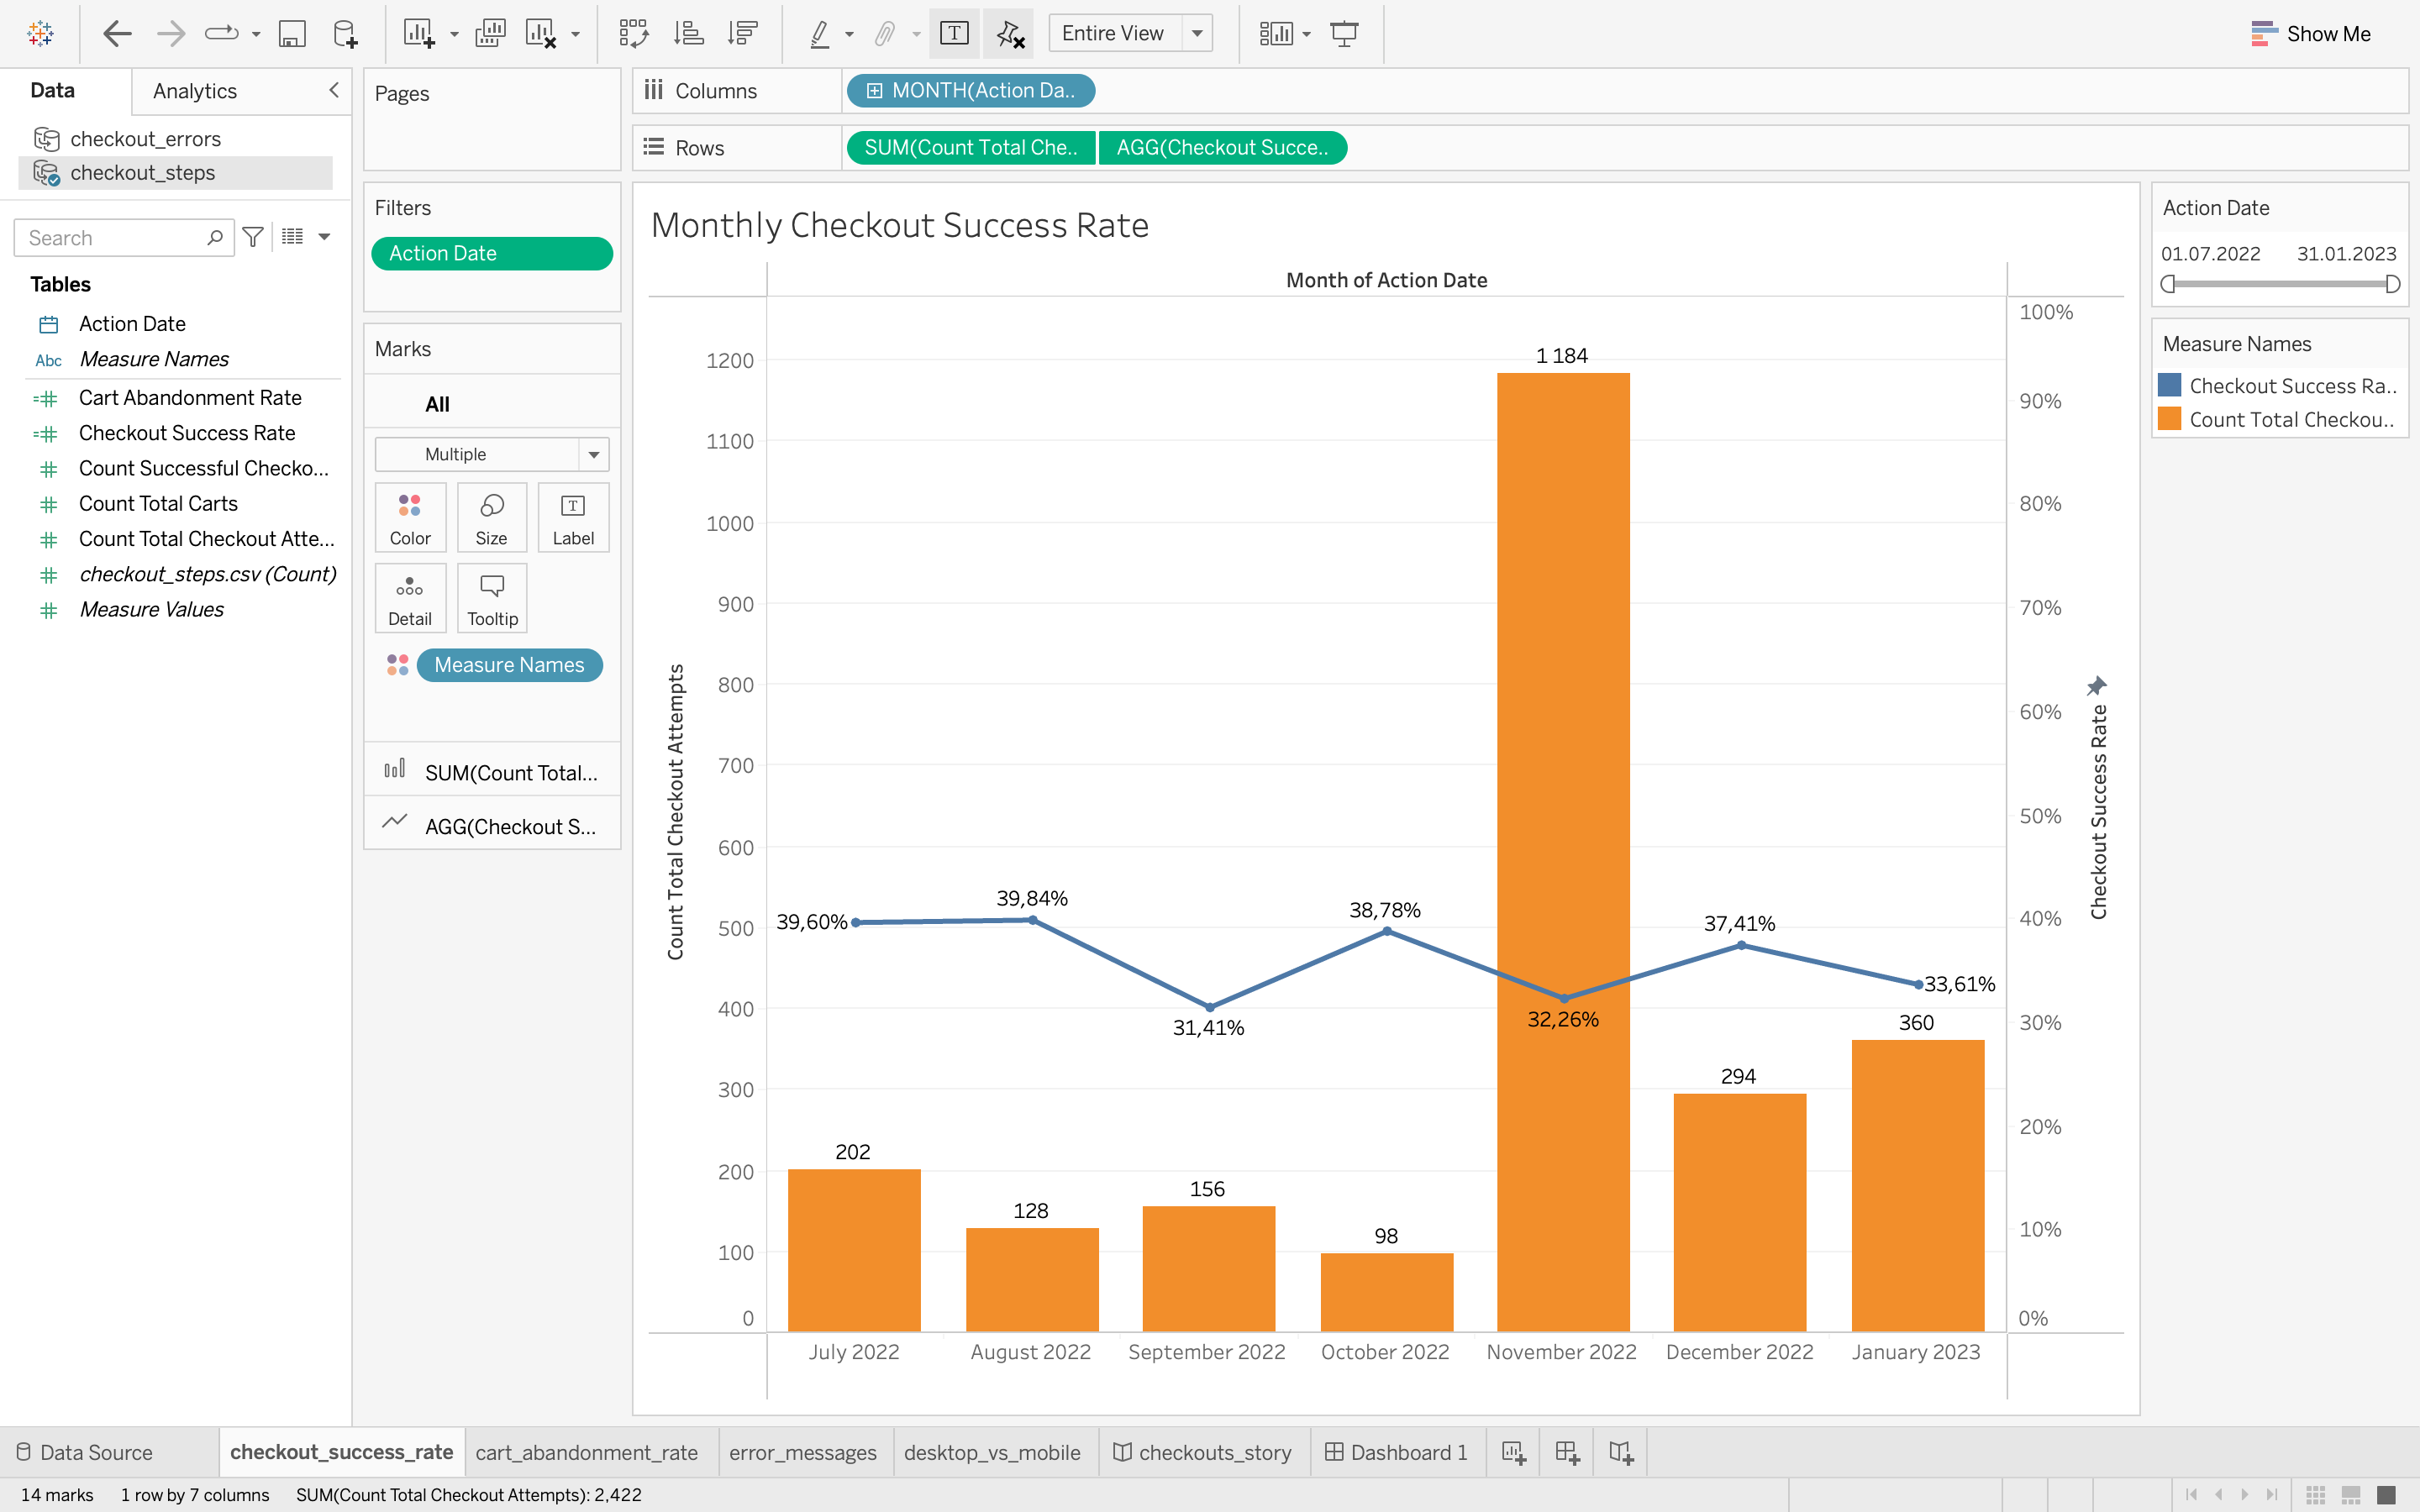 Entire View
Show Me
Data
Analytics
checkout_errors
checkout_steps
Search
Tables
Action Date
Abc Measure Names
Cart Abandonment Rate
Checkout Success Rate
Count Successful Checko...
Count Total Carts
Count Total Checkout Atte...
checkout_steps.csv (Count)
Measure Values
Pages
Filters
Action Date
Marks
All
Multiple
Color
Size
Label
Detail
Tooltip
Measure Names
SUM(Count Total...
AGG(Checkout S...
Columns
MONTH(Action Da..
Rows
SUM(Count Total Che..
AGG(Checkout Succe..
Monthly Checkout Success Rate
Month of Action Date
Count Total Checkout Attempts
1200
1100
1000
900
800
700
600
500
400
300
200
100
0
1 184
39,60%
39,84%
31,41%
38,78%
32,26%
37,41%
33,61%
202
128
156
98
294
360
July 2022
August 2022
September 2022
October 2022
November 2022
December 2022
January 2023
100%
90%
80%
70%
60%
50%
40%
30%
20%
10%
0%
Checkout Success Rate
Action Date
01.07.2022
31.01.2023
Measure Names
Checkout Success Ra..
Count Total Checkou..
Data Source
checkout_success_rate
cart_abandonment_rate
error_messages
desktop_vs_mobile
checkouts_story
Dashboard 1
14 marks
1 row by 7 columns
SUM(Count Total Checkout Attempts): 2,422